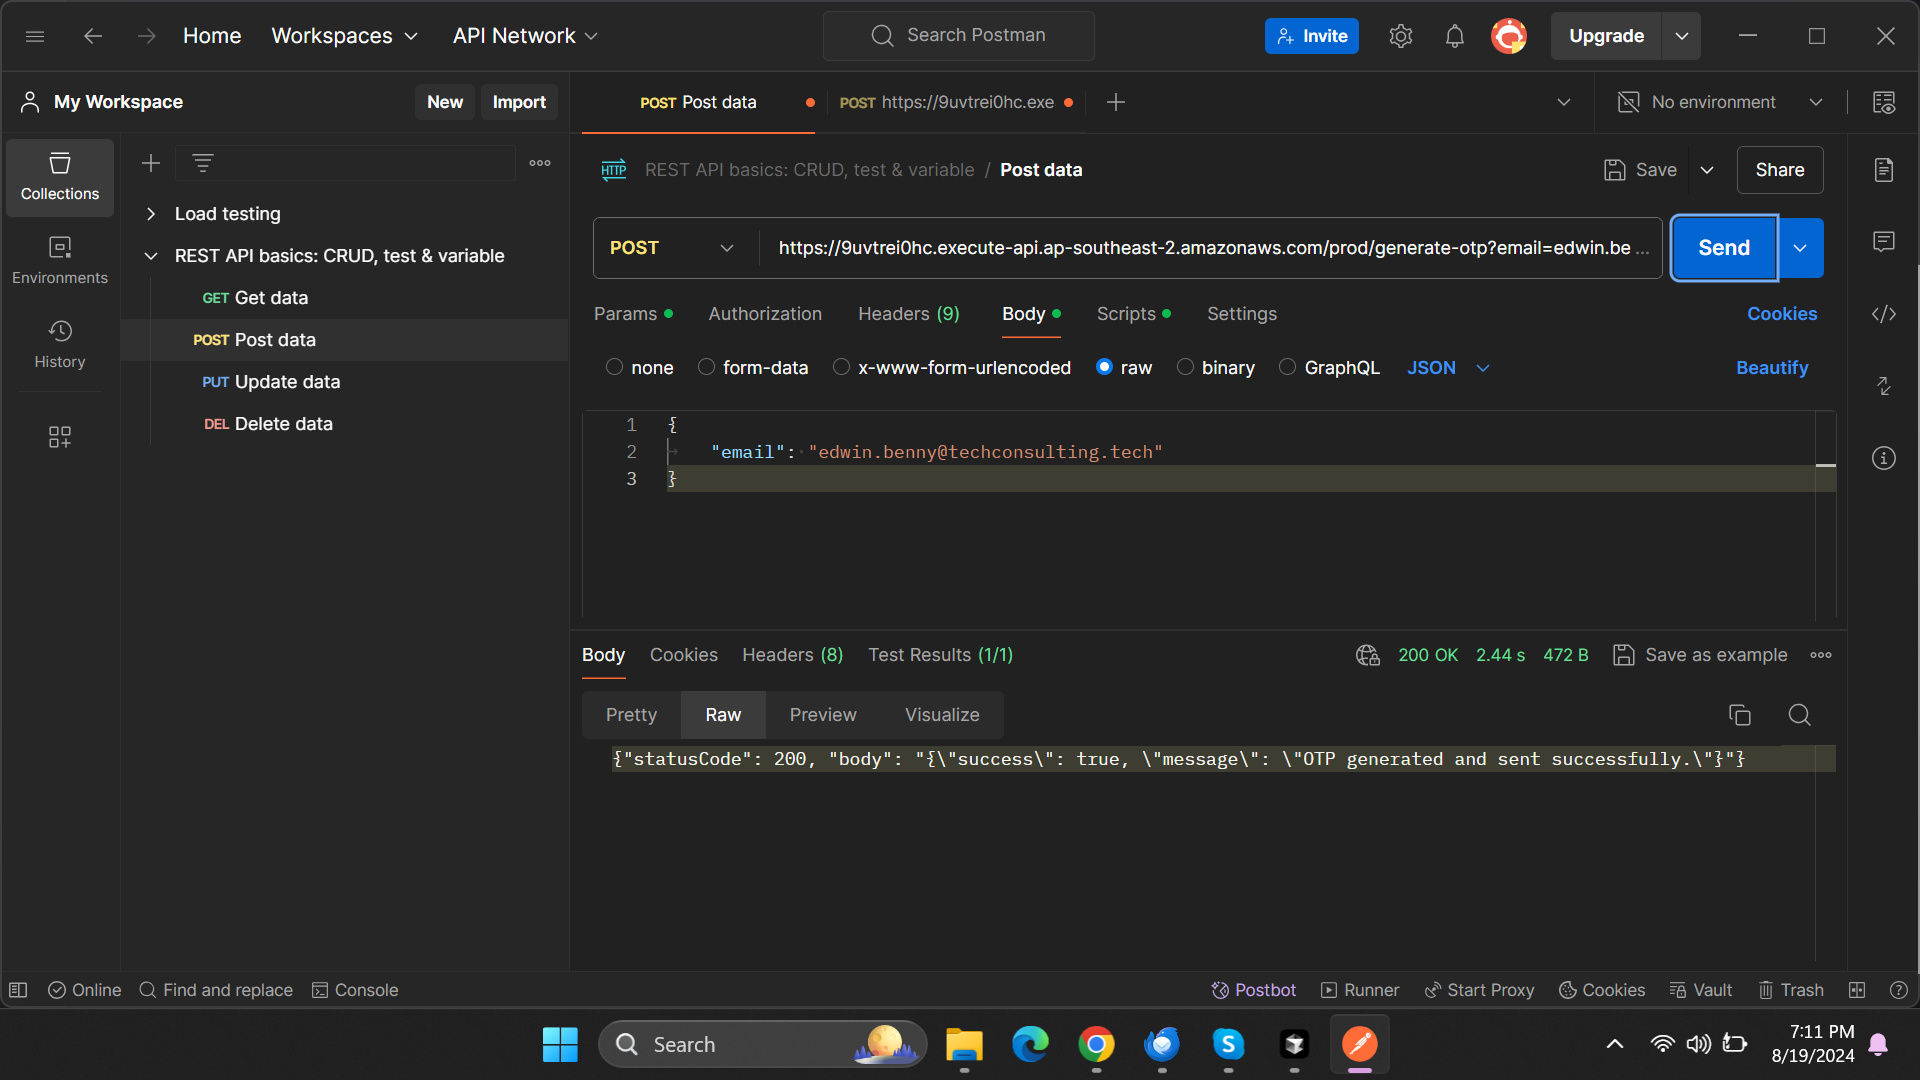 Home Workspaces API Network Search Postman Invite Upgrade
My Workspace New Import POST Post data POST https://9uvtrei0hc.exe No environment
Collections
Environments
History
Load testing
REST API basics: CRUD, test & variable
GET Get data
POST Post data
PUT Update data
DEL Delete data
HTTP REST API basics: CRUD, test & variable / Post data Save Share
POST https://9uvtrei0hc.execute-api.ap-southeast-2.amazonaws.com/prod/generate-otp?email=edwin.be ... Send
Params Authorization Headers (9) Body Scripts Settings Cookies
none form-data x-www-form-urlencoded raw binary GraphQL JSON Beautify
1 {
2 "email": "edwin.benny@techconsulting.tech"
3 }
Body Cookies Headers (8) Test Results (1/1) 200 OK 2.44 s 472 B Save as example
Pretty Raw Preview Visualize
{"statusCode": 200, "body": "{\"success\": true, \"message\": \"OTP generated and sent successfully.\"}"}
Online Find and replace Console Postbot Runner Start Proxy Cookies Vault Trash
Search S 7:11 PM
8/19/2024